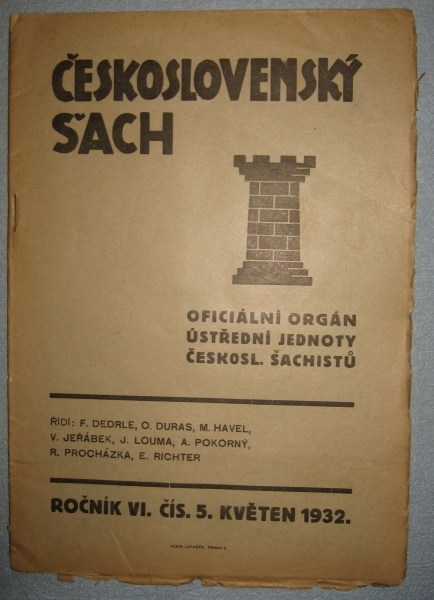 ČESKOSLOVENSKÝ
ŠACH
OFICIÁLNÍ ORGÁN
ÚSTŘEDNÍ JEDNOTY
ČESKOSL. ŠACHISTŮ
ŘÍDÍ: F. DEDRLE, O. DURAS, M. HAVEL,
V. JEŘÁBEK, J. LOUMA, A. POKORNÝ,
R. PROCHÁZKA, E. RICHTER
ROČNÍK VI. ČÍS. 5. KVĚTEN 1932.